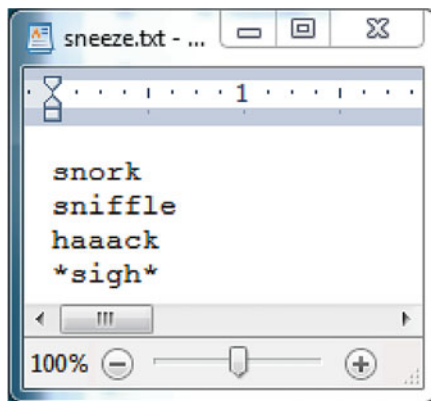 sneeze.txt - ...
1
snork
sniffle
haaack
*sigh*
100%